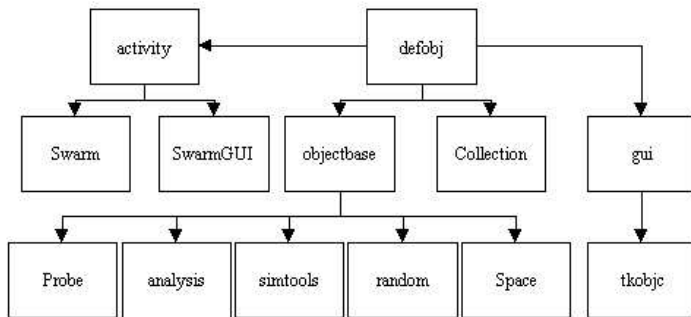 activity
defobj
Swarm
SwarmGUI
objectbase
Collection
gui
Probe
analysis
simtools
random
Space
tkobjc